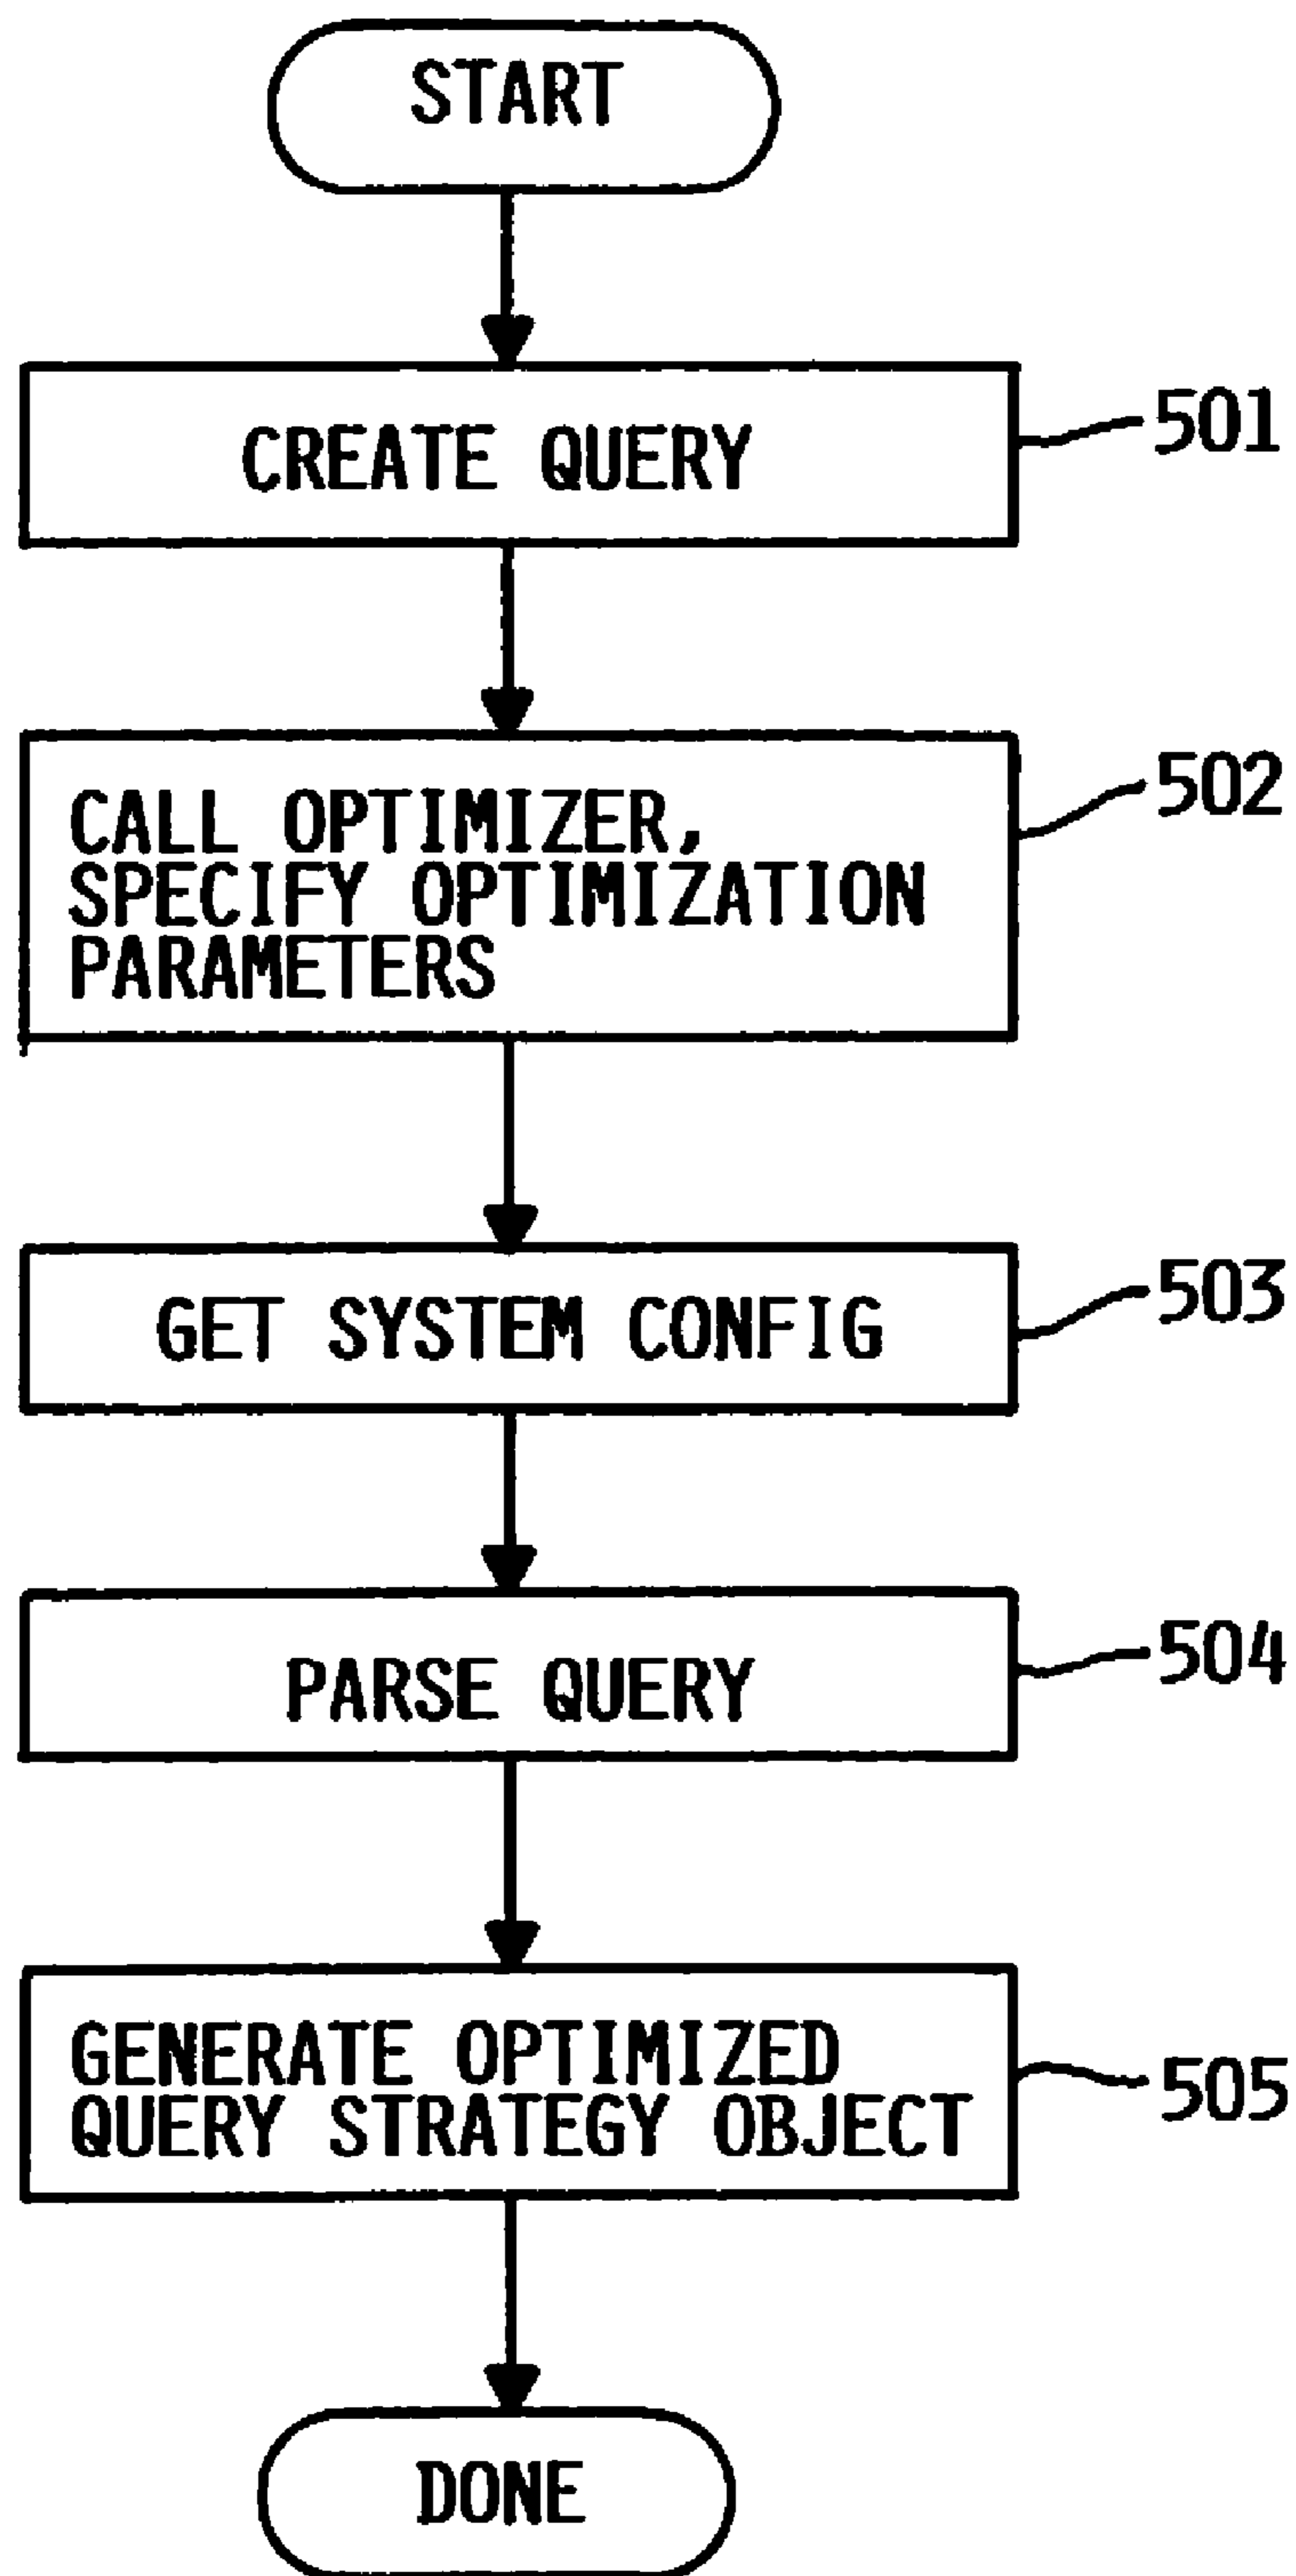 START
CREATE QUERY
501
CALL OPTIMIZER,
SPECIFY OPTIMIZATION
PARAMETERS
502
GET SYSTEM CONFIG
503
PARSE QUERY
504
GENERATE OPTIMIZED
QUERY STRATEGY OBJECT
505
DONE